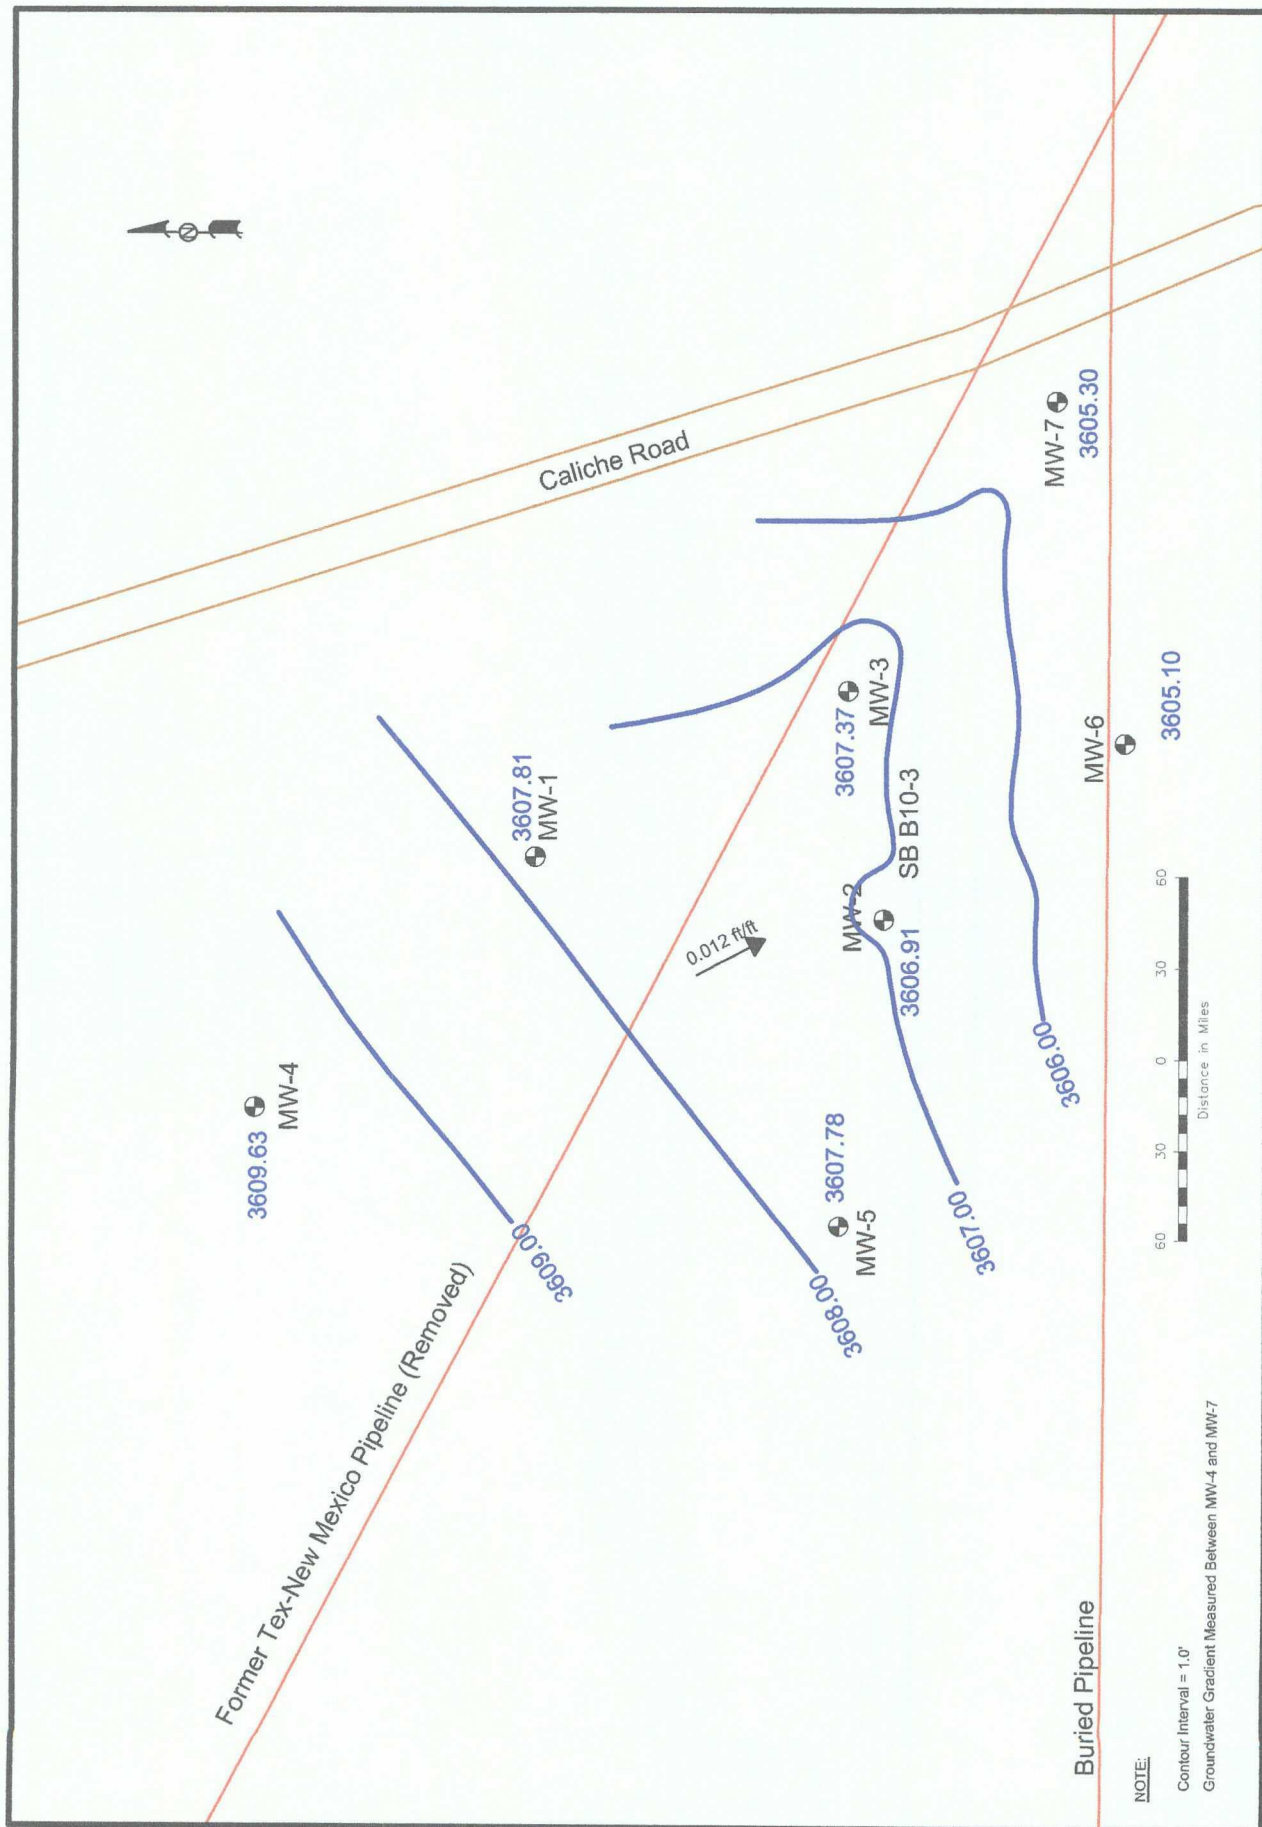 N
Former Tex-New Mexico Pipeline (Removed)
3609.63
MW-4
3609.00
3607.81
MW-1
Caliche Road
0.012 ft/ft
3608.00
MW-5
3607.78
MW-2
3606.91
SB B10-3
3607.37
MW-3
3607.00
3606.00
MW-7
3605.30
MW-6
3605.10
Buried Pipeline
60 30 0 30 60
Distance in Miles
NOTE:
Contour Interval = 1.0'
Groundwater Gradient Measured Between MW-4 and MW-7